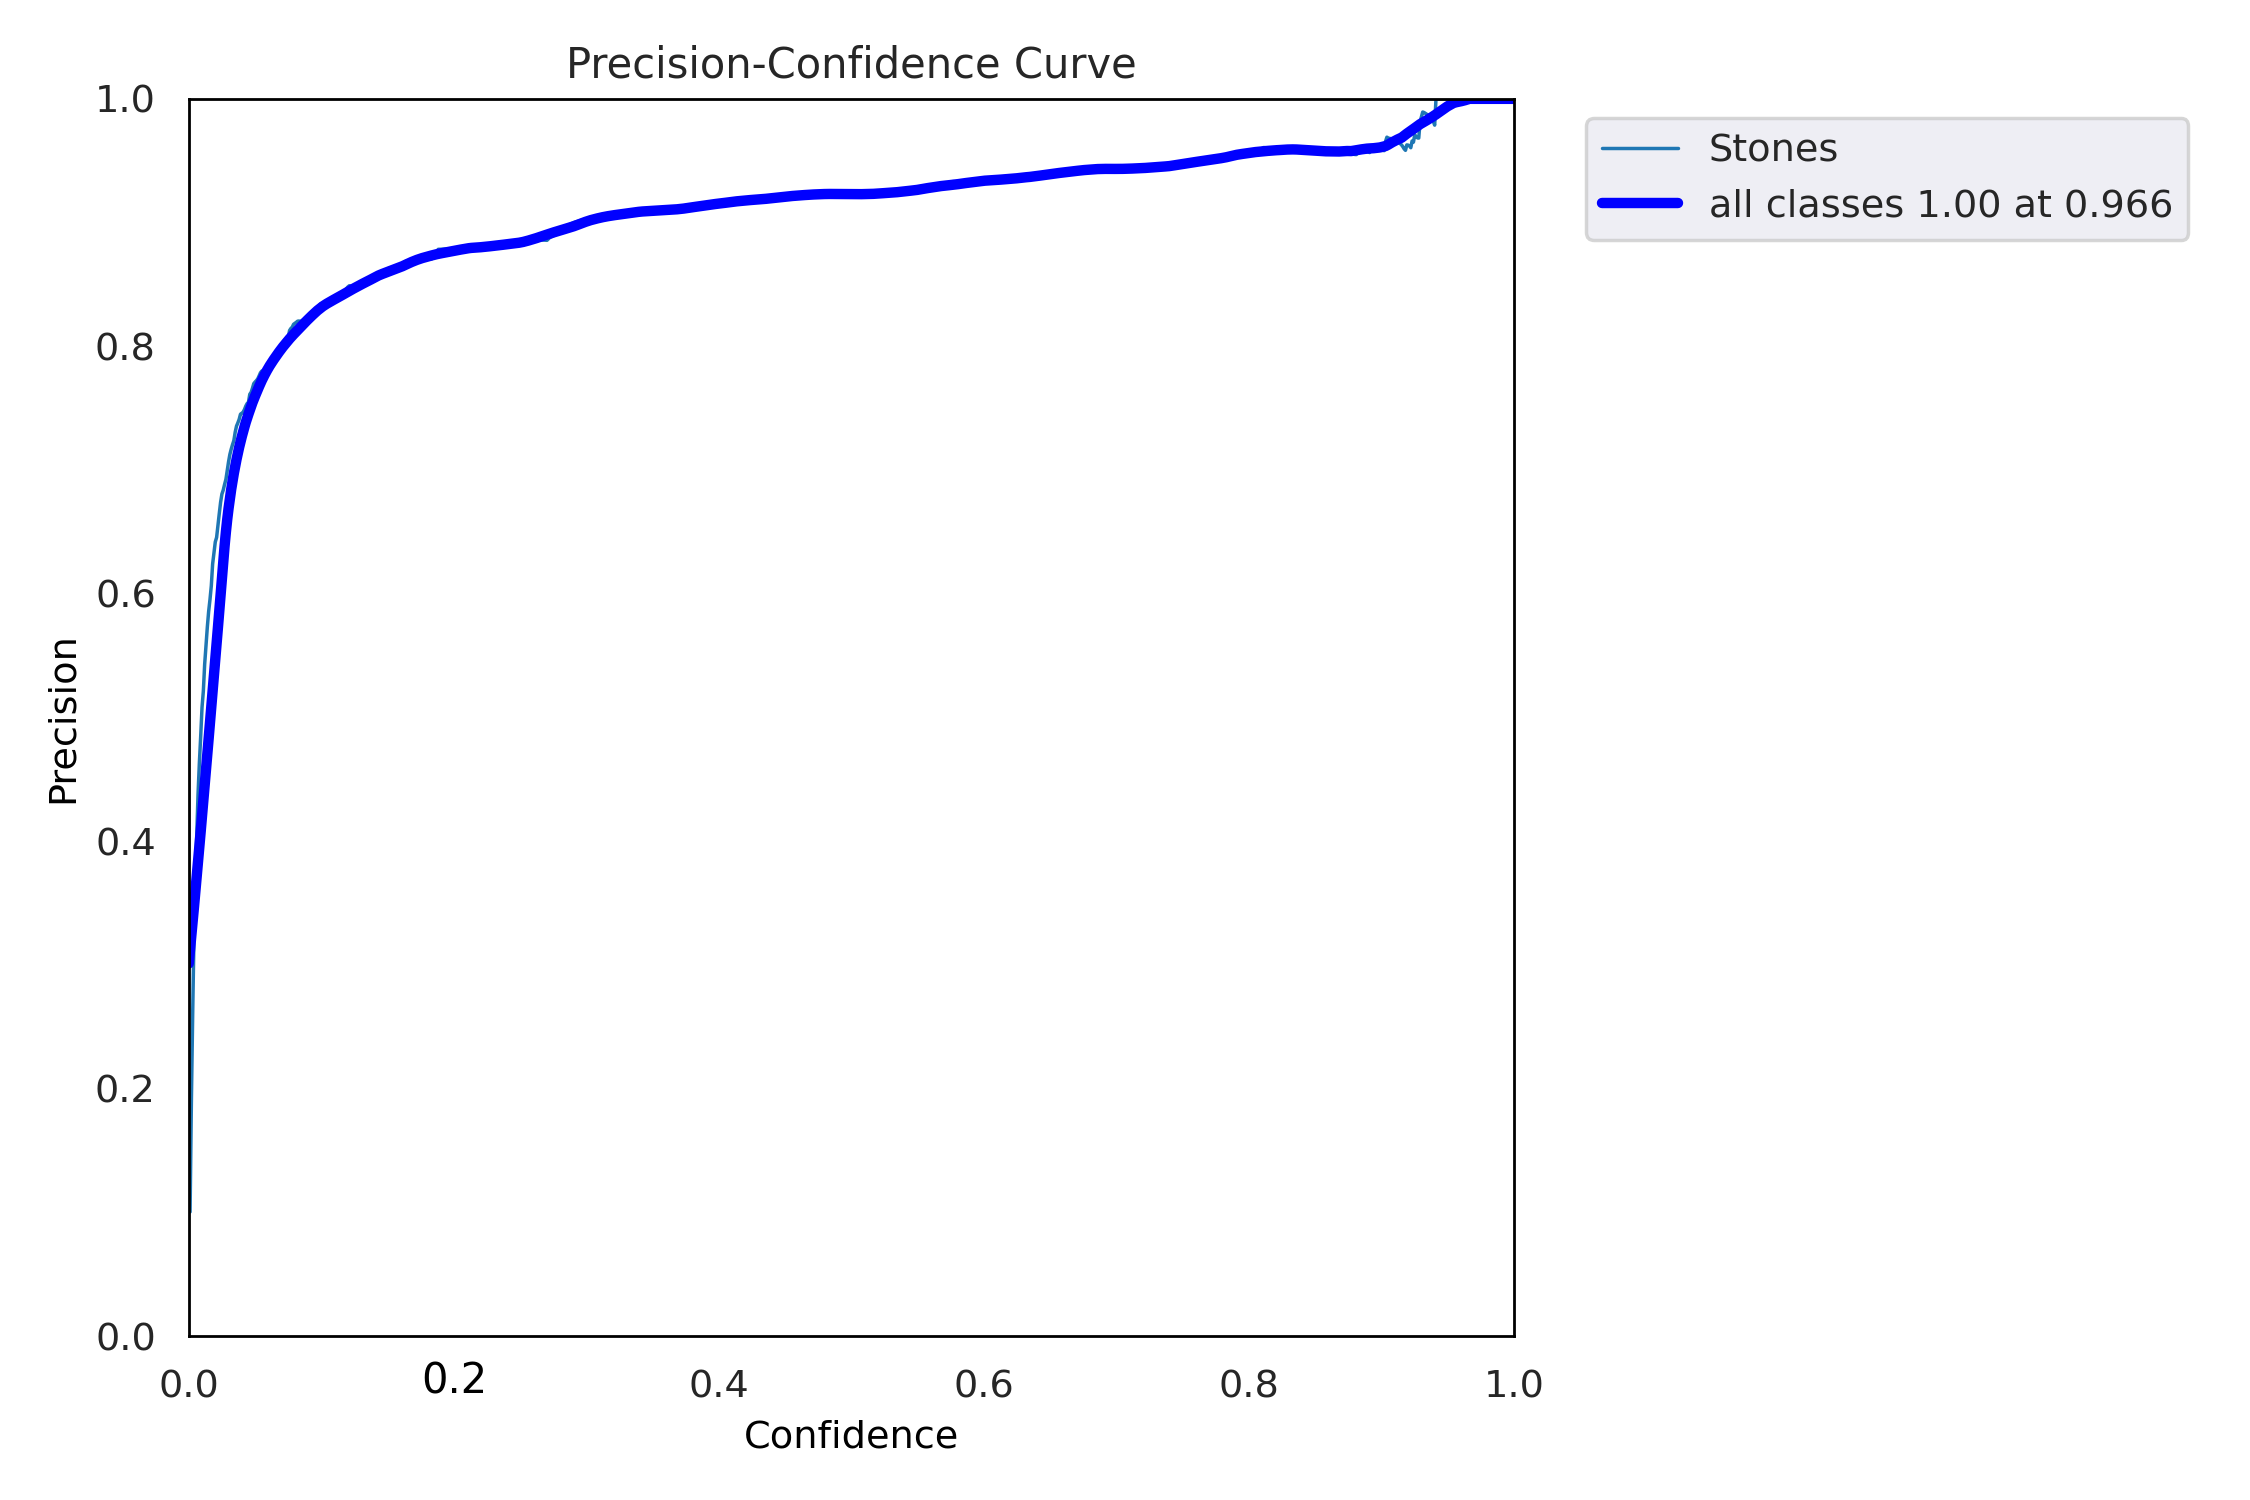 Precision-Confidence Curve
1.0
0.8
0.6
0.4
0.2
0.0
Precision
0.0 0.2 0.4 0.6 0.8 1.0
Confidence
Stones
all classes 1.00 at 0.966